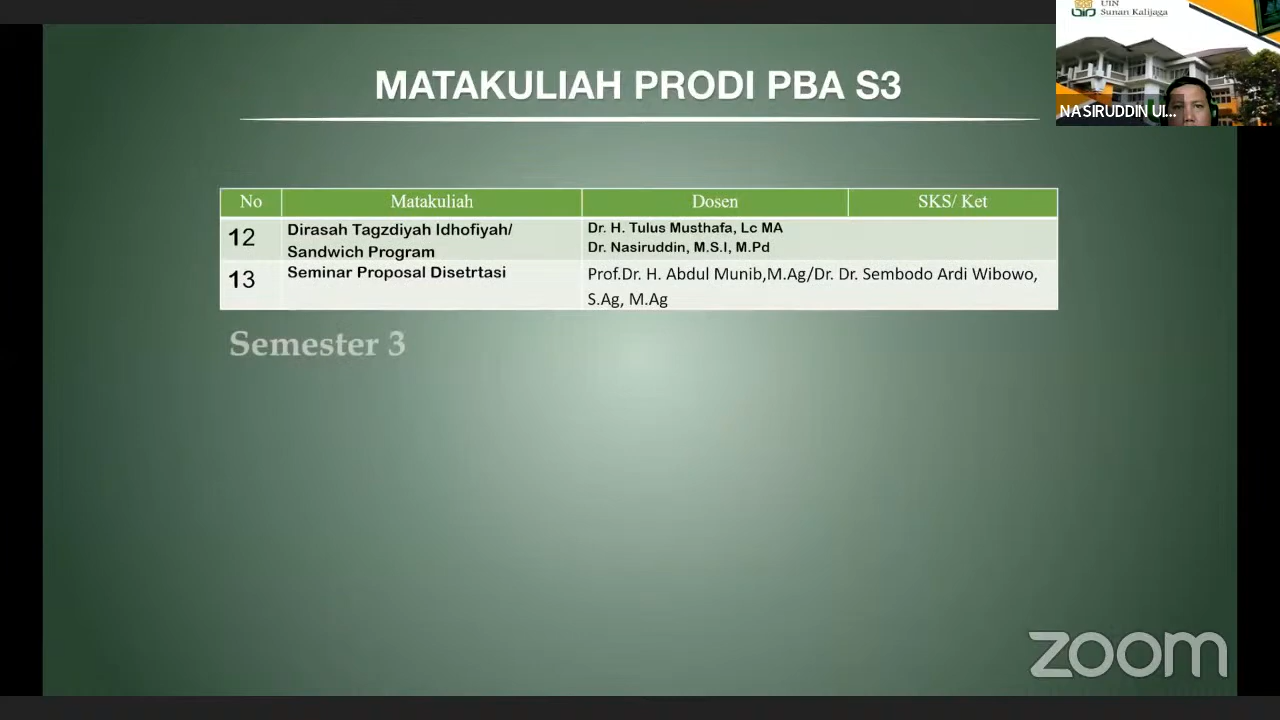 MATAKULIAH PRODI PBA S3
UIN
Sunan Kalijaga
NASIRUDDIN UI...
No Matakuliah Dosen SKS/ Ket
12 Dirasah Tagzdiyah Idhofiyah/ Dr. H. Tulus Musthafa, Lc MA
Sandwich Program Dr. Nasiruddin, M.S.I, M.Pd
13 Seminar Proposal Disetrtasi Prof.Dr. H. Abdul Munib,M.Ag/Dr. Dr. Sembodo Ardi Wibowo,
S.Ag, M.Ag
Semester 3
zoom